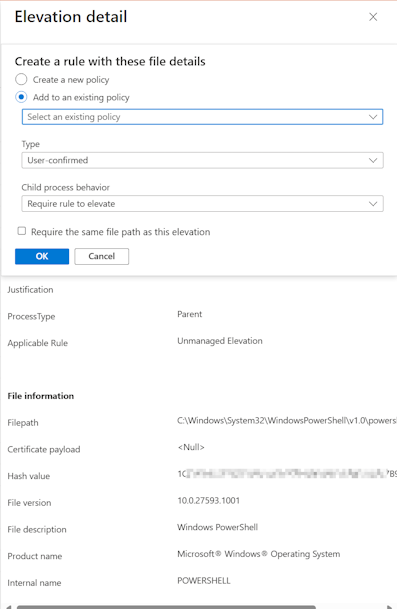 Elevation detail
Create a rule with these file details
Create a new policy
Add to an existing policy
Select an existing policy
Type
User-confirmed
Child process behavior
Require rule to elevate
Require the same file path as this elevation
OK
Cancel
Justification
ProcessType
Parent
Applicable Rule
Unmanaged Elevation
File information
Filepath
C:\Windows\System32\WindowsPowerShell\v1.0\powers
Certificate payload
<Null>
Hash value
File version
10.0.27593.1001
File description
Windows PowerShell
Product name
Microsoft® Windows® Operating System
Internal name
POWERSHELL